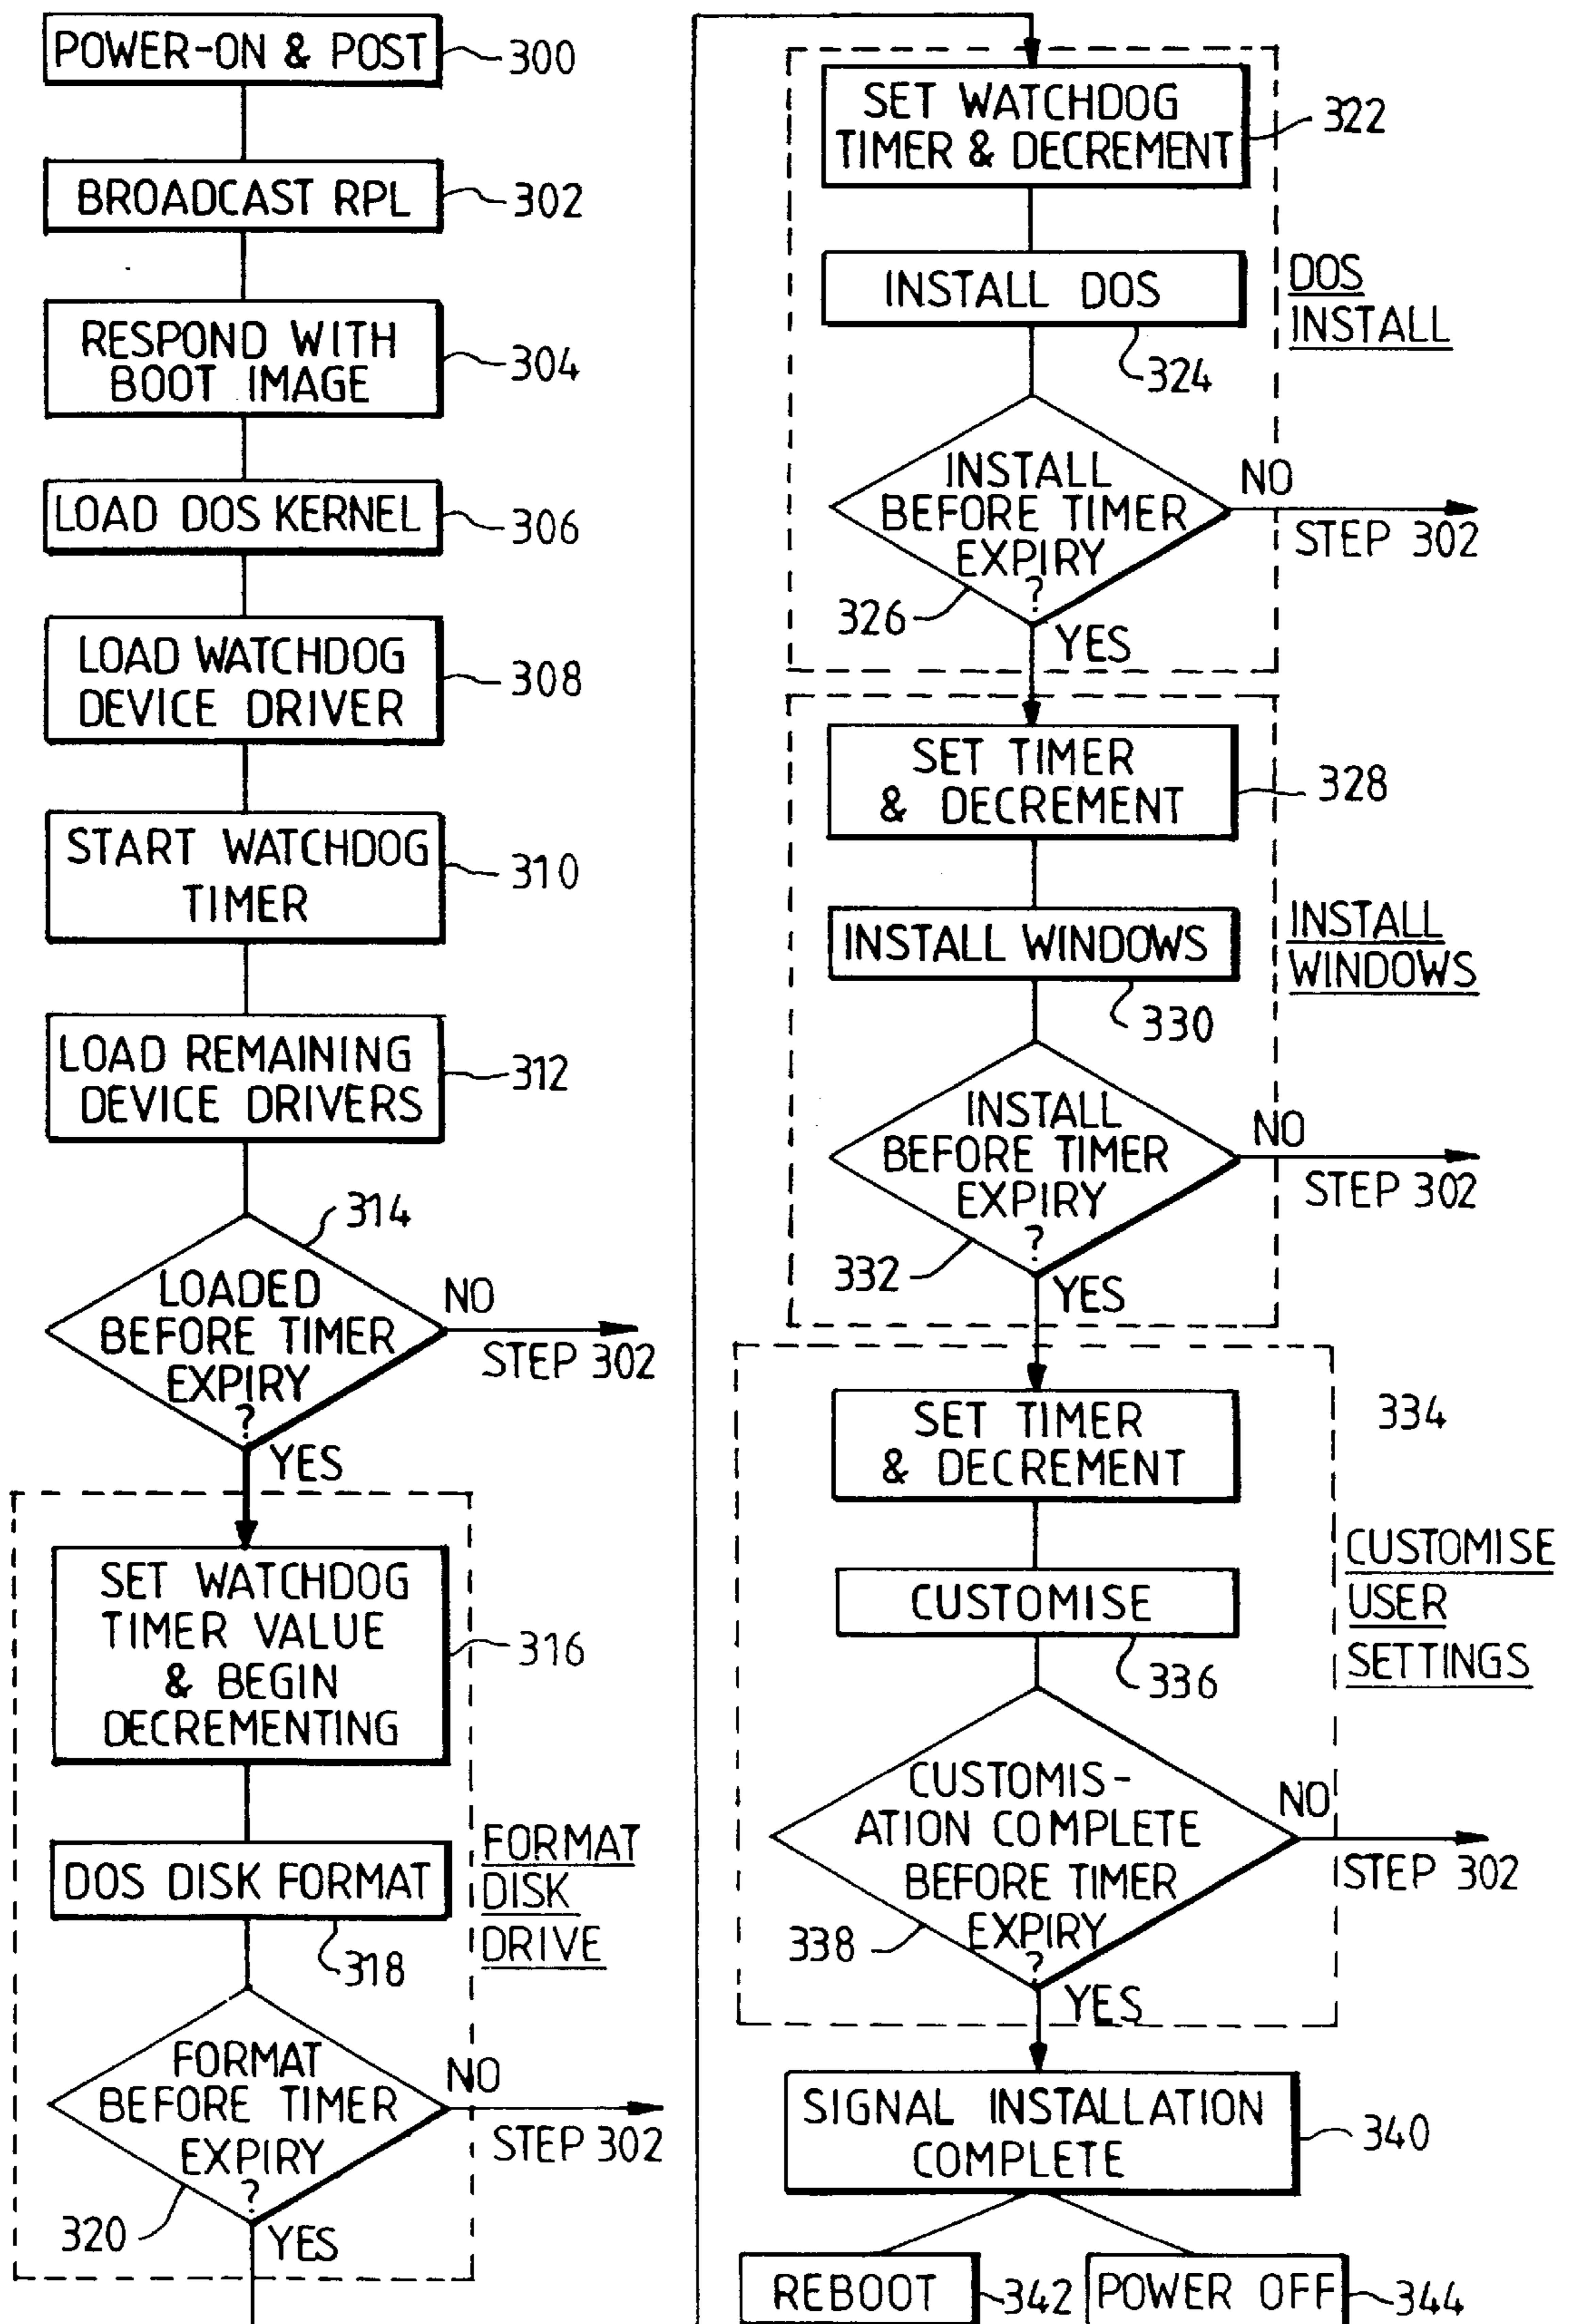 POWER-ON & POST
300
BROADCAST RPL
302
RESPOND WITH
BOOT IMAGE
304
LOAD DOS KERNEL
306
LOAD WATCHDOG
DEVICE DRIVER
308
START WATCHDOG
TIMER
310
LOAD REMAINING
DEVICE DRIVERS
312
314
LOADED
BEFORE TIMER
EXPIRY
?
NO
STEP 302
YES
SET WATCHDOG
TIMER VALUE
& BEGIN
DECREMENTING
316
DOS DISK FORMAT
318
FORMAT
DISK
DRIVE
FORMAT
BEFORE TIMER
EXPIRY
?
NO
STEP 302
320
YES
SET WATCHDOG
TIMER & DECREMENT
322
INSTALL DOS
324
DOS
INSTALL
INSTALL
BEFORE TIMER
EXPIRY
?
NO
STEP 302
326
YES
SET TIMER
& DECREMENT
328
INSTALL WINDOWS
330
INSTALL
WINDOWS
INSTALL
BEFORE TIMER
EXPIRY
?
NO
STEP 302
332
YES
SET TIMER
& DECREMENT
334
CUSTOMISE
336
CUSTOMISE
USER
SETTINGS
CUSTOMIS-
ATION COMPLETE
BEFORE TIMER
EXPIRY
?
NO
STEP 302
338
YES
SIGNAL INSTALLATION
COMPLETE
340
REBOOT
342
POWER OFF
344